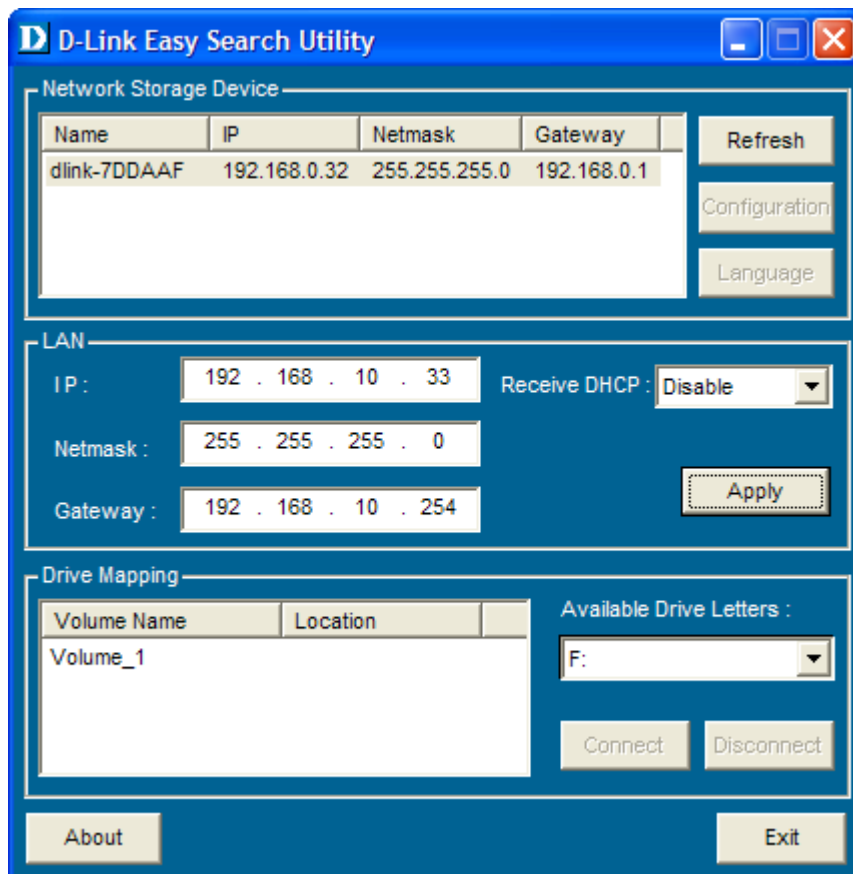 D D-Link Easy Search Utility
Network Storage Device
Name IP Netmask Gateway
dlink-7DDAAF 192.168.0.32 255.255.255.0 192.168.0.1
Refresh
Configuration
Language
LAN
IP : 192 . 168 . 10 . 33 Receive DHCP : Disable
Netmask : 255 . 255 . 255 . 0
Gateway : 192 . 168 . 10 . 254
Apply
Drive Mapping
Volume Name Location
Volume_1
Available Drive Letters :
F:
Connect Disconnect
About Exit